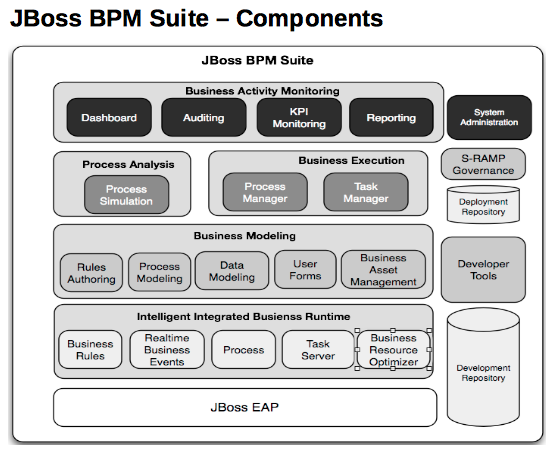 JBoss BPM Suite – Components
JBoss BPM Suite
Business Activity Monitoring
Dashboard
Auditing
KPI
Monitoring
Reporting
System
Administration
Process Analysis
Process
Simulation
Business Execution
Process
Manager
Task
Manager
S-RAMP
Governance
Deployment
Repository
Business Modeling
Rules
Authoring
Process
Modeling
Data
Modeling
User
Forms
Business
Asset
Management
Developer
Tools
Intelligent Integrated Busienss Runtime
Business
Rules
Realtime
Business
Events
Process
Task
Server
Business
Resource
Optimizer
Development
Repository
JBoss EAP